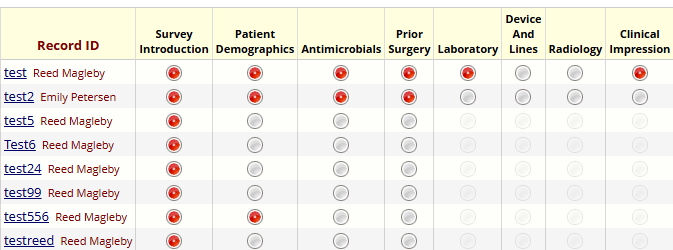 Record ID Survey Introduction Patient Demographics Antimicrobials Prior Surgery Laboratory Device And Lines Radiology Clinical Impression
test Reed Magleby
test2 Emily Petersen
test5 Reed Magleby
Test6 Reed Magleby
test24 Reed Magleby
test99 Reed Magleby
test556 Reed Magleby
testreed Reed Magleby